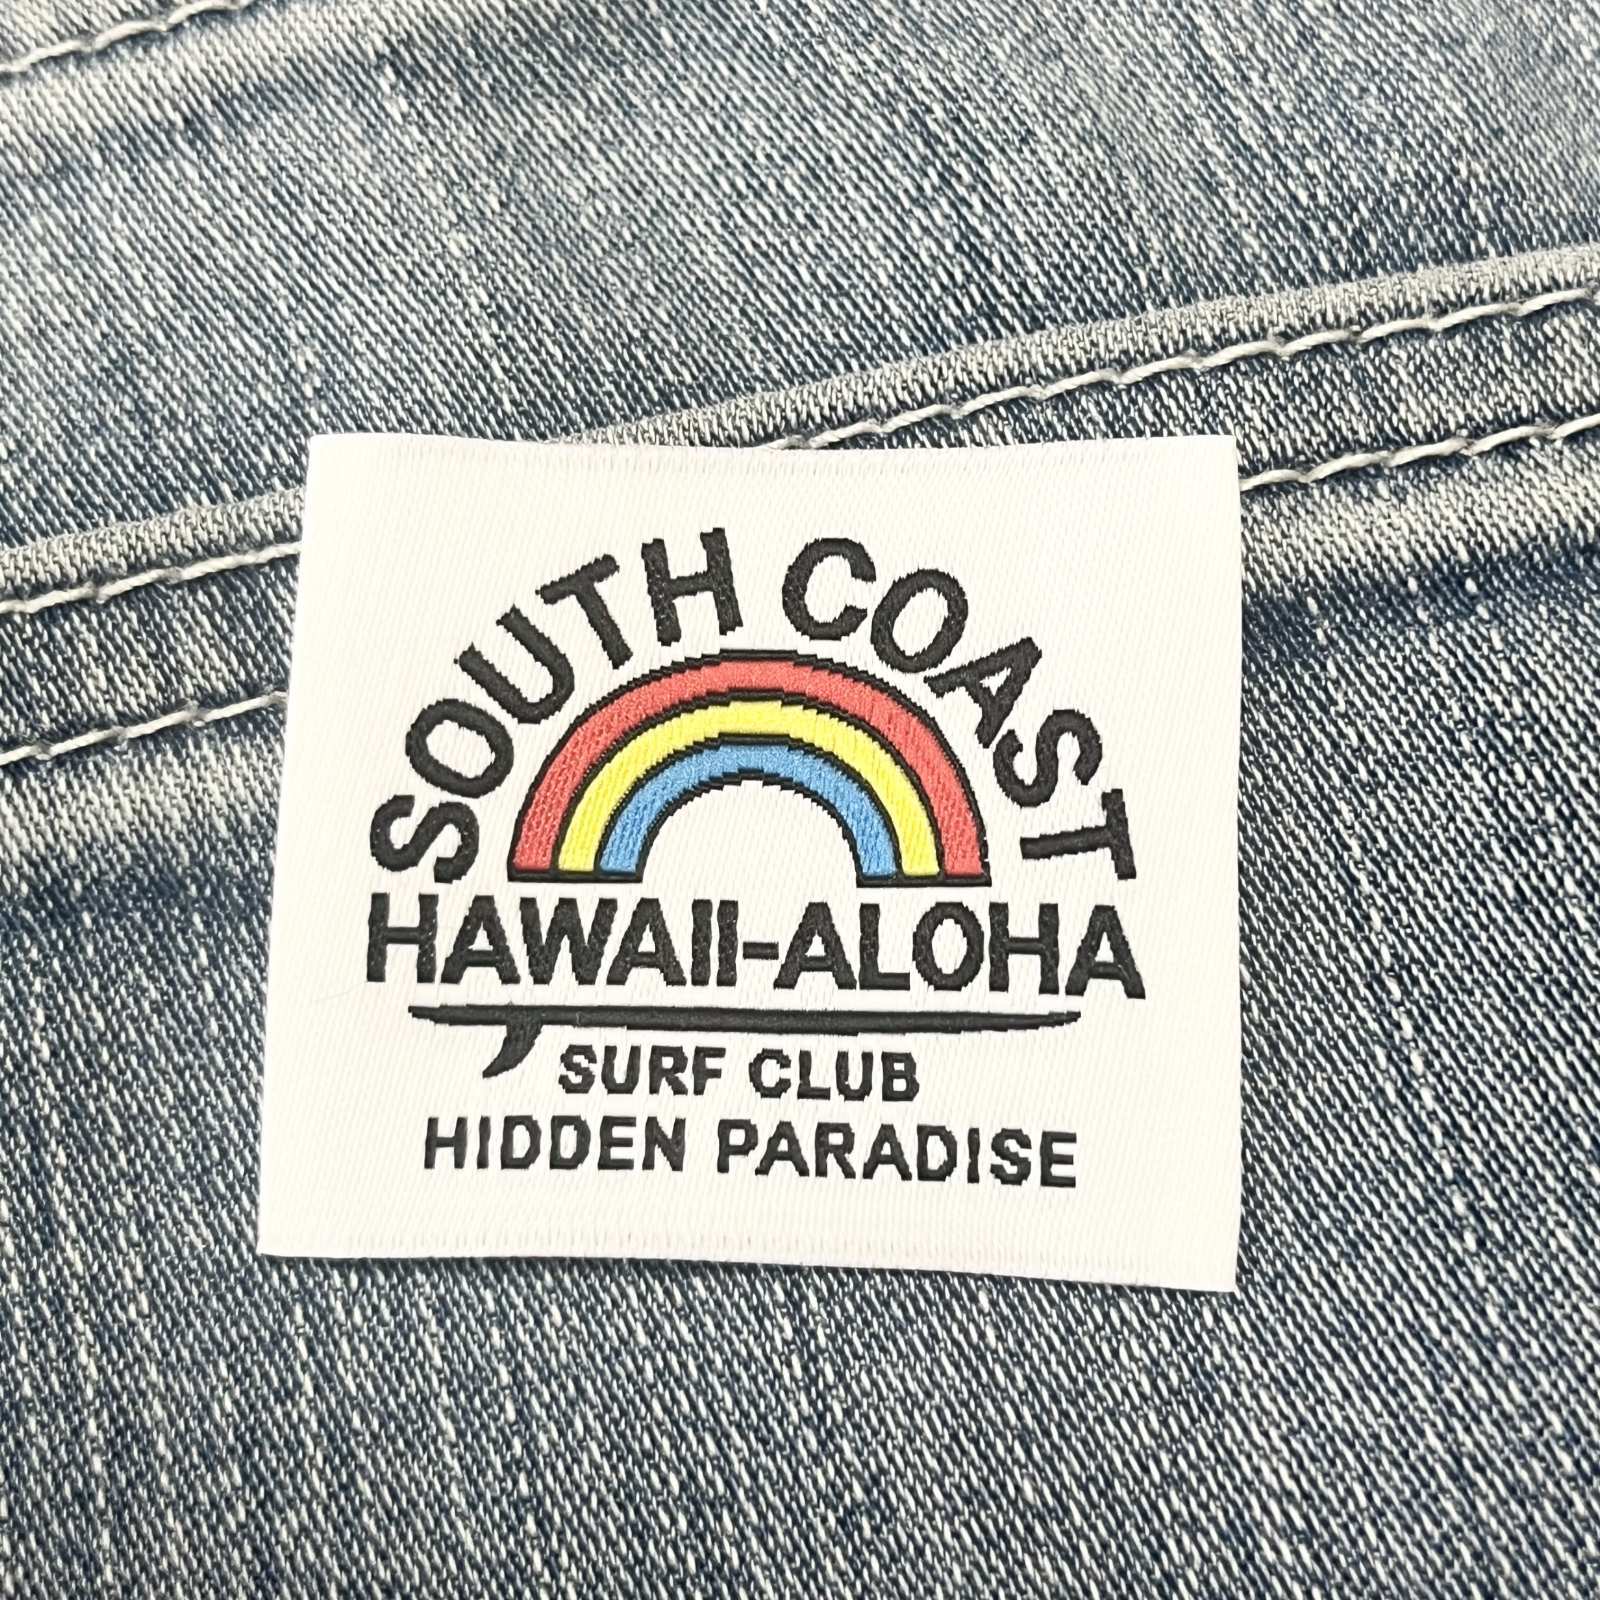 SOUTH COAST
HAWAII-ALOHA
SURF CLUB
HIDDEN PARADISE